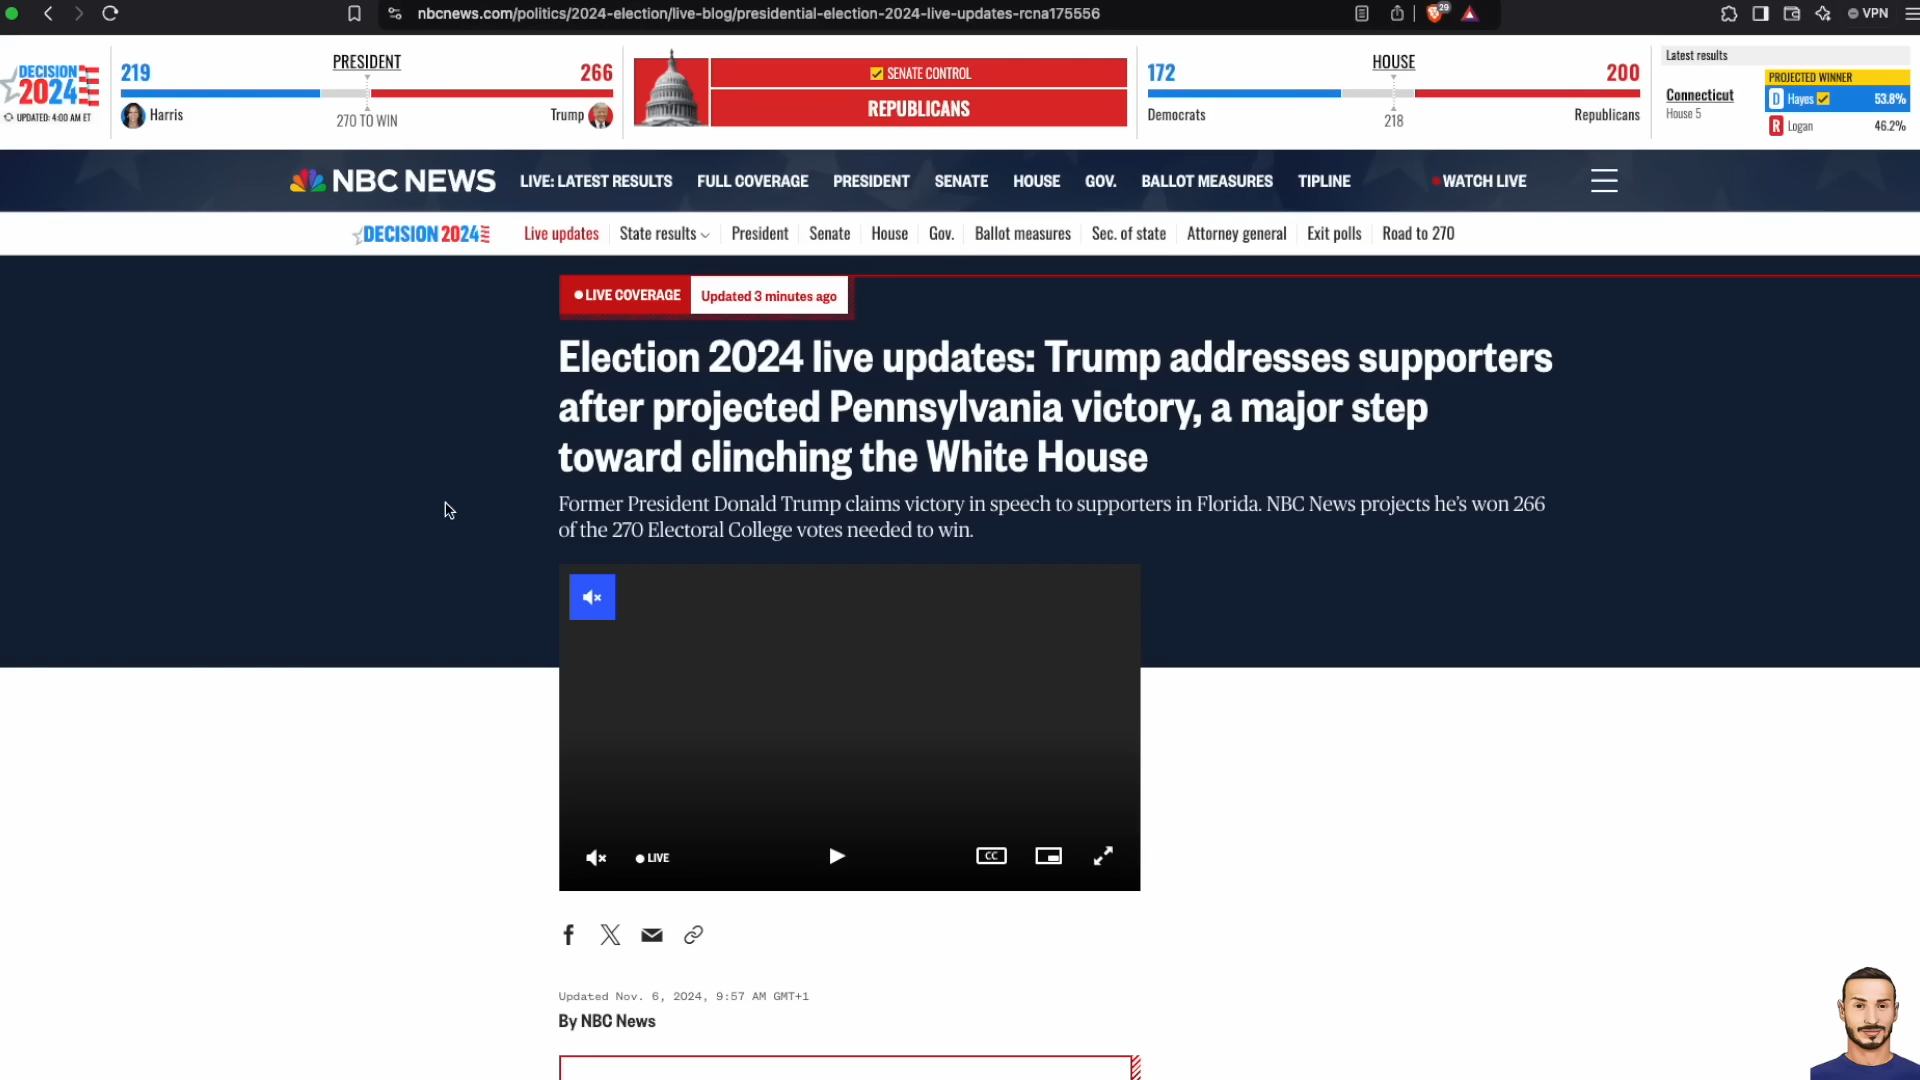 nbcnews.com/politics/2024-election/live-blog/presidential-election-2024-live-updates-rcna175556
29
VPN
DECISION
2024
UPDATED: 4:00 AM ET
219
PRESIDENT
266
Harris
270 TO WIN
Trump
SENATE CONTROL
REPUBLICANS
172
HOUSE
200
Democrats
218
Republicans
Latest results
PROJECTED WINNER
Connecticut
House 5
D Hayes 53.8%
R Logan 46.2%
NBC NEWS
LIVE: LATEST RESULTS
FULL COVERAGE
PRESIDENT
SENATE
HOUSE
GOV.
BALLOT MEASURES
TIPLINE
WATCH LIVE
DECISION 2024
Live updates
State results
President
Senate
House
Gov.
Ballot measures
Sec. of state
Attorney general
Exit polls
Road to 270
LIVE COVERAGE
Updated 3 minutes ago
Election 2024 live updates: Trump addresses supporters
after projected Pennsylvania victory, a major step
toward clinching the White House
Former President Donald Trump claims victory in speech to supporters in Florida. NBC News projects he's won 266
of the 270 Electoral College votes needed to win.
LIVE
CC
Updated Nov. 6, 2024, 9:57 AM GMT+1
By NBC News